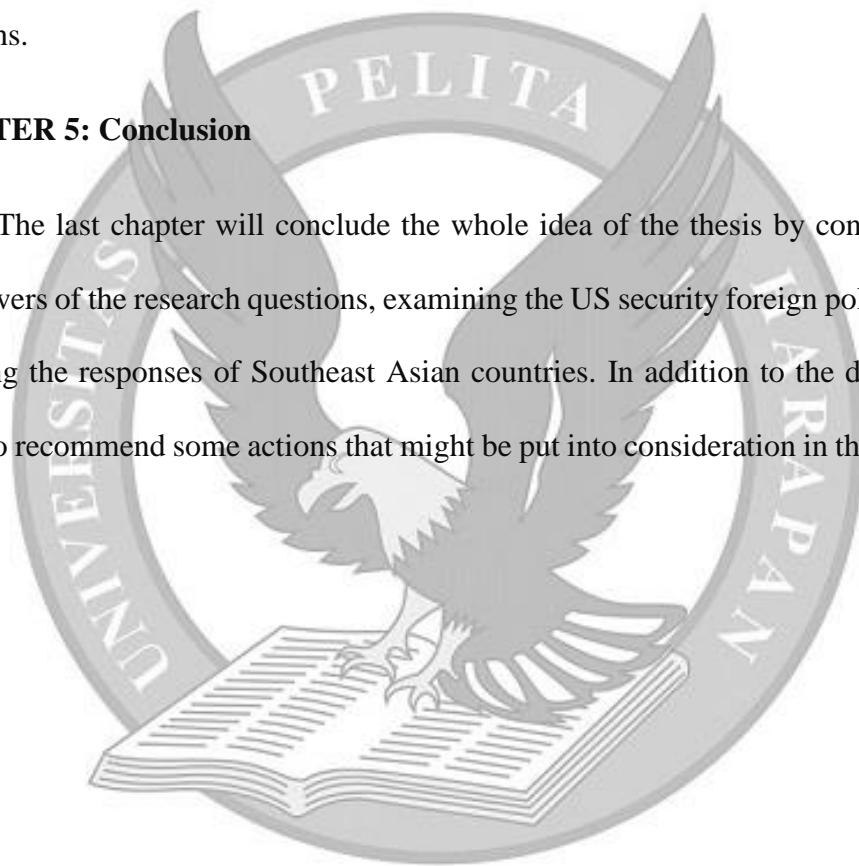 ns.
TER 5: Conclusion
The last chapter will conclude the whole idea of the thesis by con
vers of the research questions, examining the US security foreign pol
ng the responses of Southeast Asian countries. In addition to the d
o recommend some actions that might be put into consideration in th
UNIVERSITAS PELITA HARAPAN